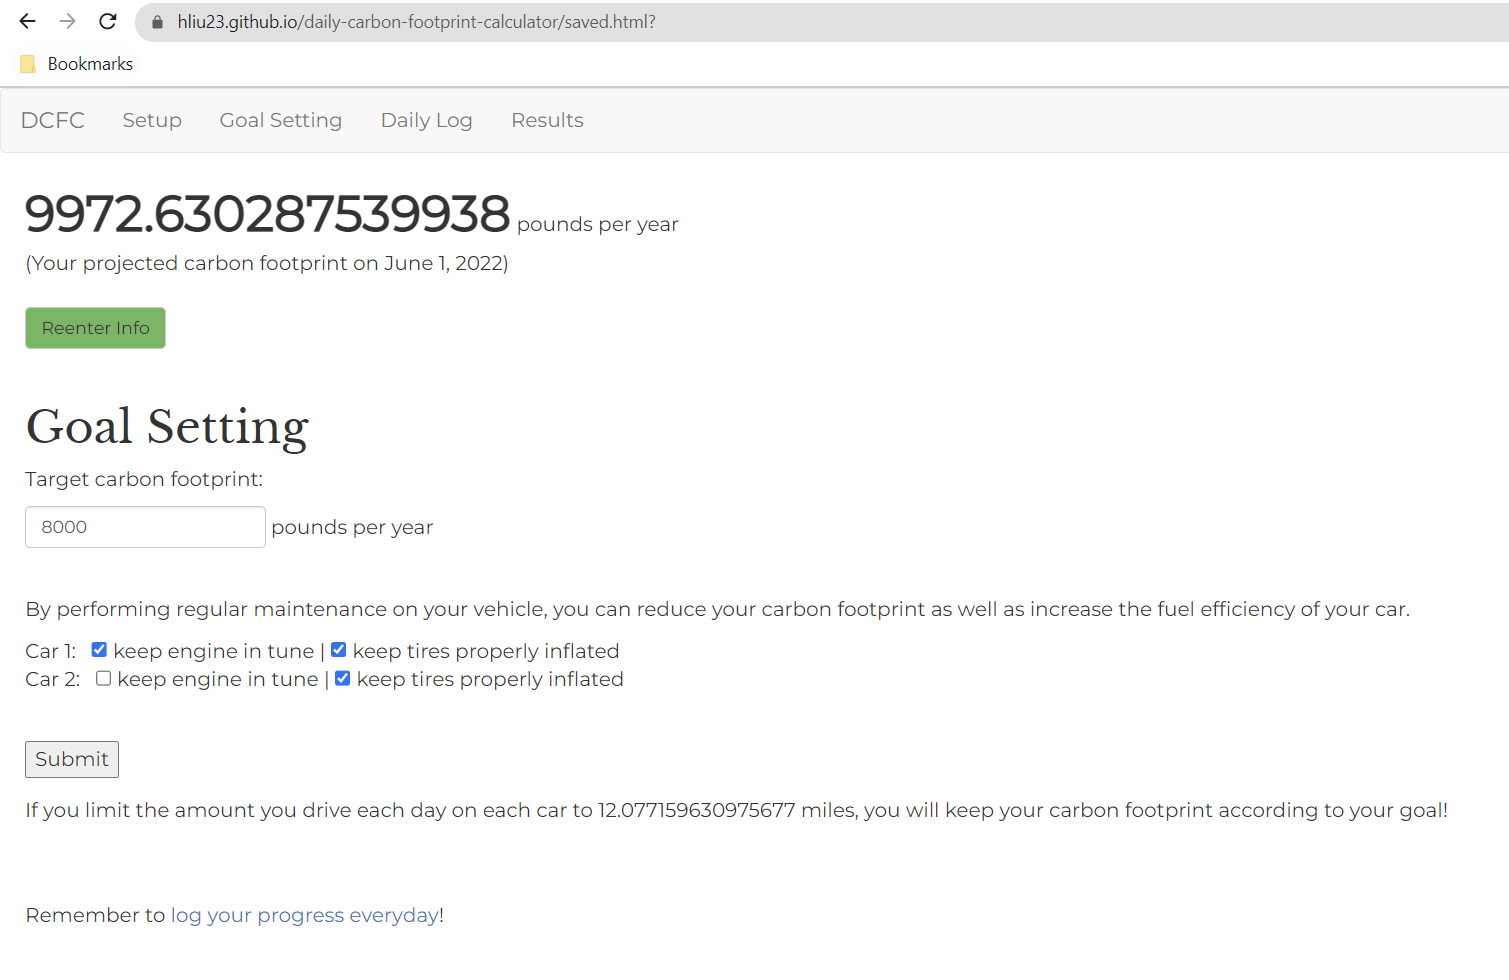 hliu23.github.io/daily-carbon-footprint-calculator/saved.html?
Bookmarks
DCFC Setup Goal Setting Daily Log Results
9972.630287539938 pounds per year
(Your projected carbon footprint on June 1, 2022)
Reenter Info
Goal Setting
Target carbon footprint:
8000 pounds per year
By performing regular maintenance on your vehicle, you can reduce your carbon footprint as well as increase the fuel efficiency of your car.
Car 1: keep engine in tune | keep tires properly inflated
Car 2: keep engine in tune | keep tires properly inflated
Submit
If you limit the amount you drive each day on each car to 12.077159630975677 miles, you will keep your carbon footprint according to your goal!
Remember to log your progress everyday!